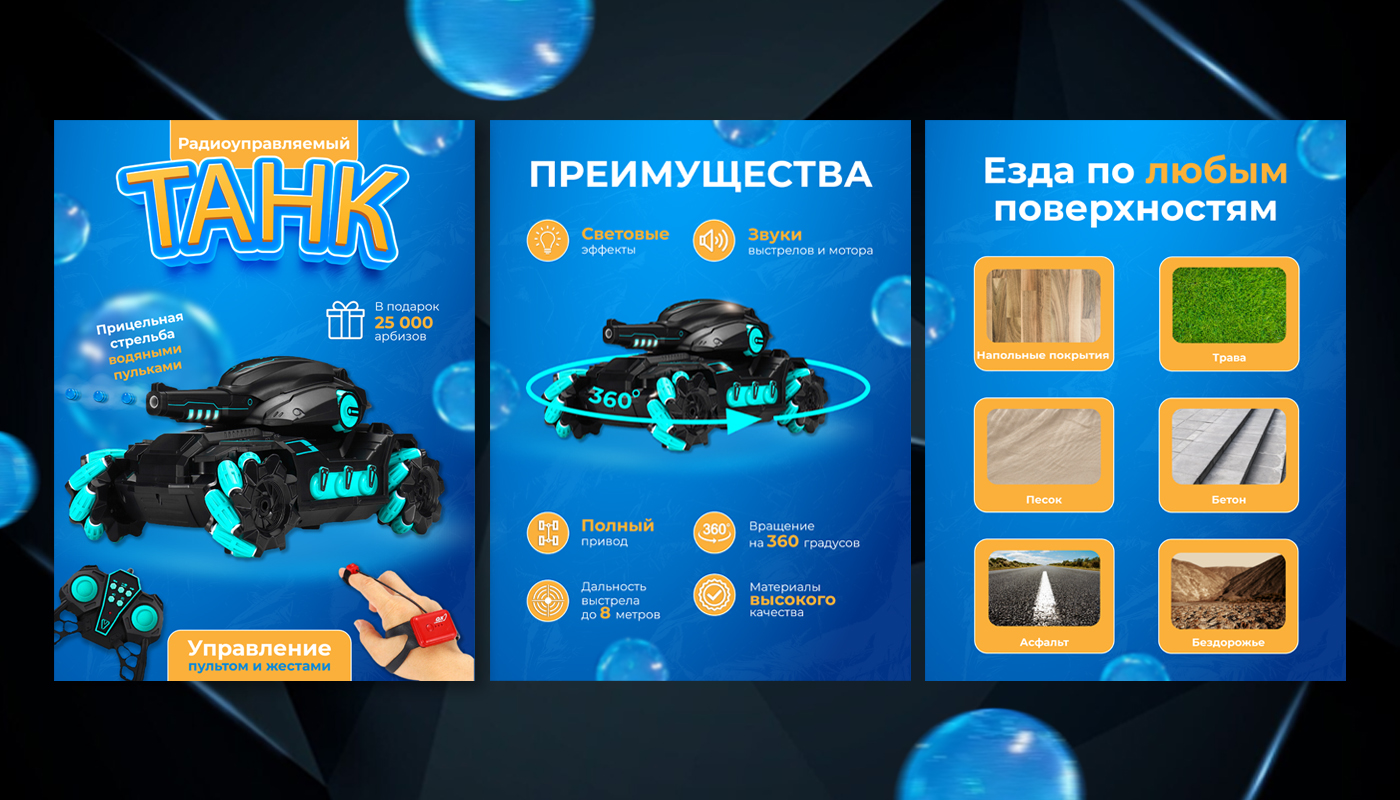 Радиоуправляемый
ТАНК
В подарок
25 000
арбизов
Прицельная
стрельба
водяными
пульками
Управление
пультом и жестами
ПРЕИМУЩЕСТВА
Световые
эффекты
Звуки
выстрелов и мотора
360°
Полный
привод
360°
Вращение
на 360 градусов
Дальность
выстрела
до 8 метров
Материалы
высокого
качества
Езда по любым
поверхностям
Напольные покрытия
Трава
Песок
Бетон
Асфальт
Бездорожье